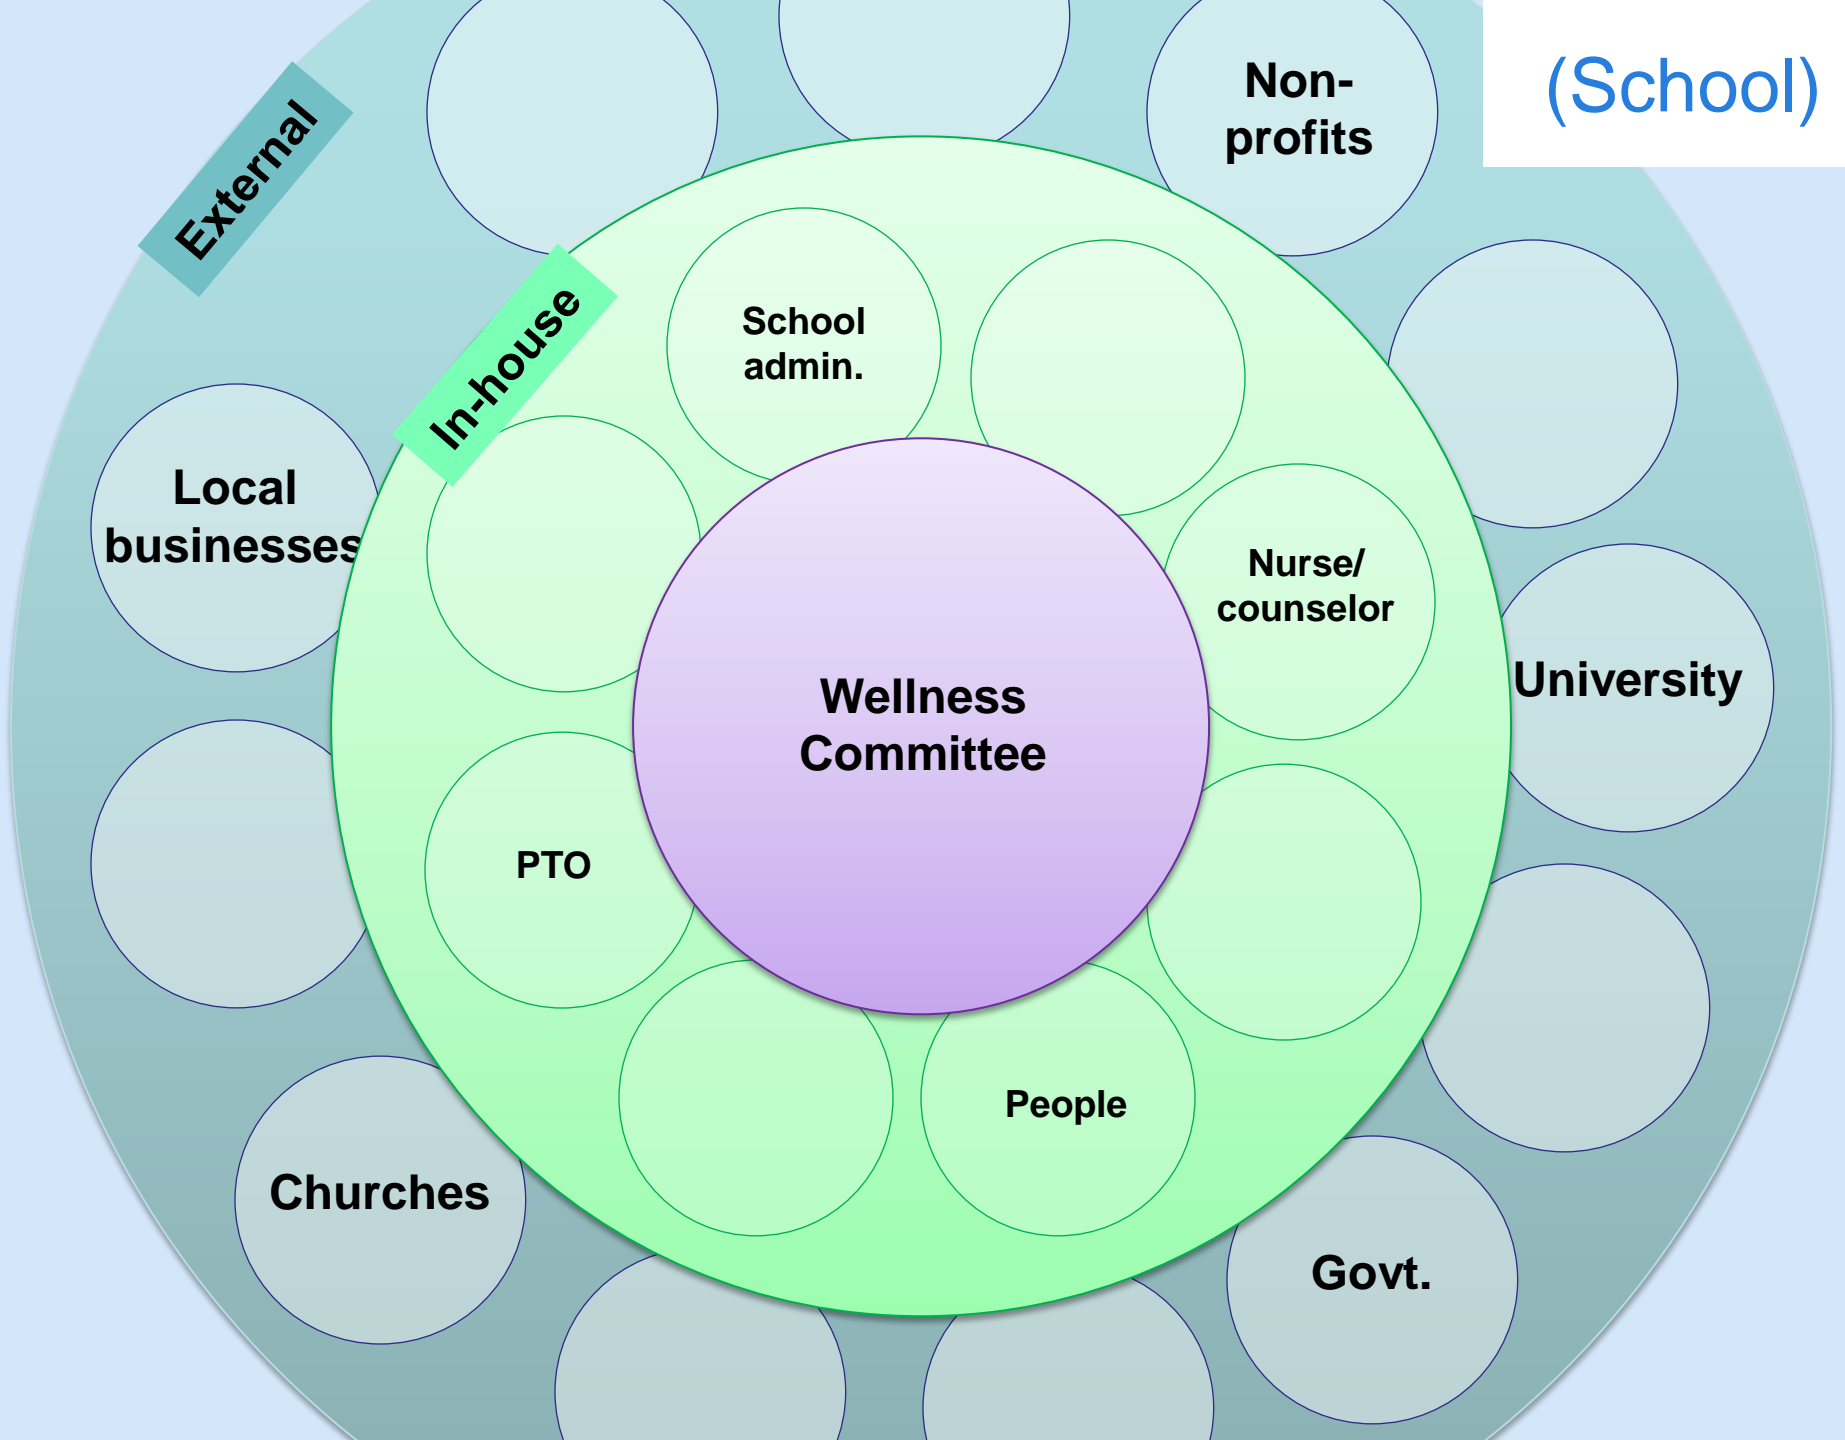 (School)
Non-
profits
External
In-house
School
admin.
Local
businesses
Nurse/
counselor
University
Wellness
Committee
PTO
People
Churches
Govt.